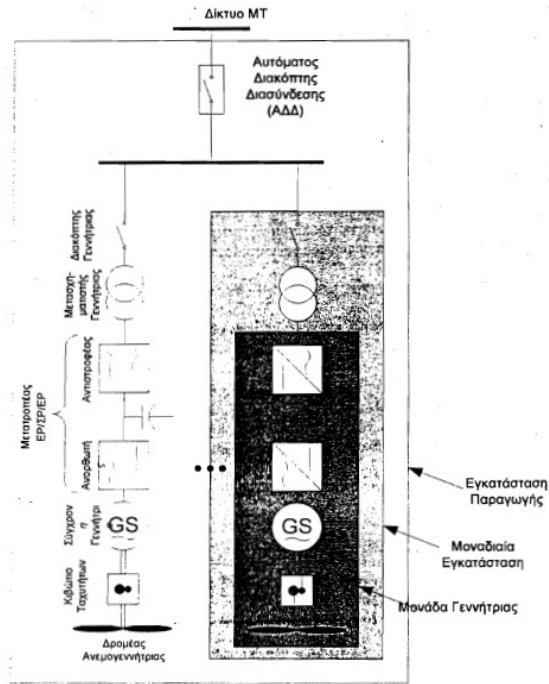 Δίκτυο ΜΤ
Αυτόματος
Διακόπτης
Διασύνδεσης
(ΑΔΔ)
Διακόπτης
Γεννήτριας
Μετασχη-
ματιστής
Γεννήτριας
Μετατροπέας
ΕΡ/ΣΡ/ΕΡ
Αντιστροφέας
Ανορθωτή
Σύγχρον
η
Γεννήτρι
GS
GS
Κιβώτιο
Ταχυτήτων
Δρομέας
Ανεμογεννήτριας
Εγκατάσταση
Παραγωγής
Μοναδιαία
Εγκατάσταση
Μονάδα Γεννήτριας